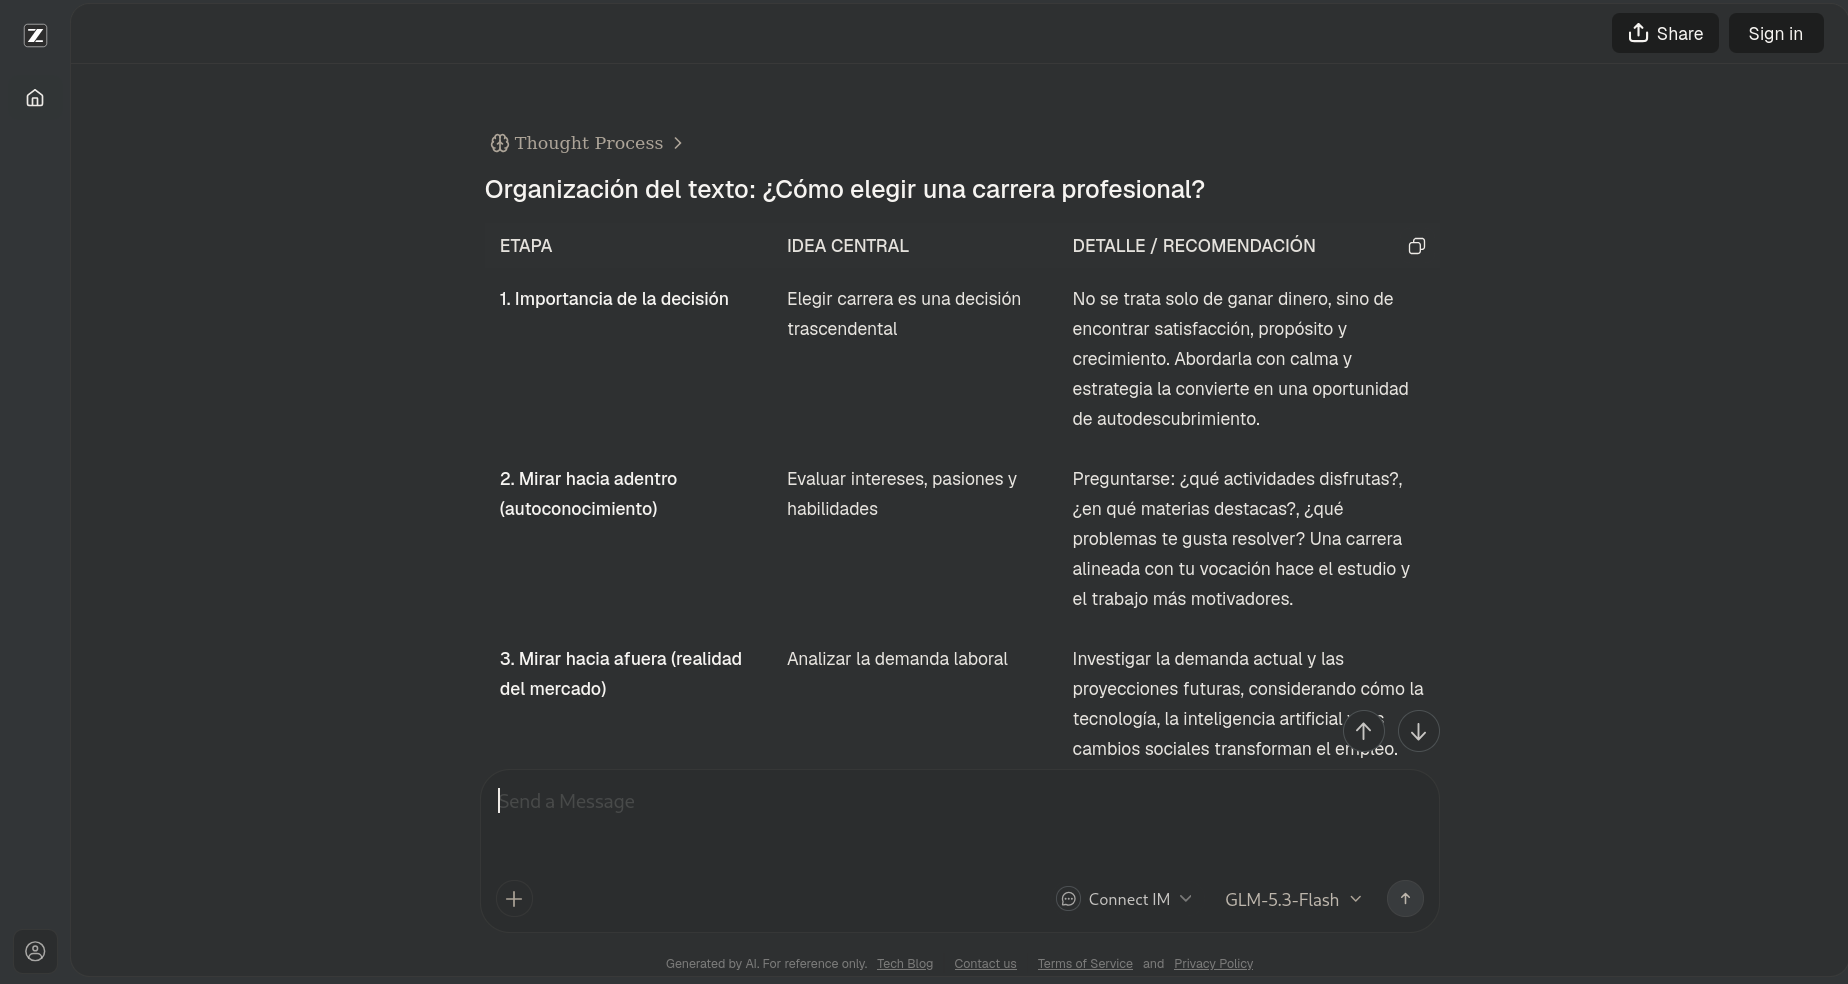 Z
Share
Sign in
Thought Process
Organización del texto: ¿Cómo elegir una carrera profesional?
ETAPA
IDEA CENTRAL
DETALLE / RECOMENDACIÓN
1. Importancia de la decisión
Elegir carrera es una decisión
trascendental
No se trata solo de ganar dinero, sino de
encontrar satisfacción, propósito y
crecimiento. Abordarla con calma y
estrategia la convierte en una oportunidad
de autodescubrimiento.
2. Mirar hacia adentro
(autoconocimiento)
Evaluar intereses, pasiones y
habilidades
Preguntarse: ¿qué actividades disfrutas?,
¿en qué materias destacas?, ¿qué
problemas te gusta resolver? Una carrera
alineada con tu vocación hace el estudio y
el trabajo más motivadores.
3. Mirar hacia afuera (realidad
del mercado)
Analizar la demanda laboral
Investigar la demanda actual y las
proyecciones futuras, considerando cómo la
tecnología, la inteligencia artificial
cambios sociales transforman el empleo.
Send a Message
Connect IM
GLM-5.3-Flash
Generated by AI. For reference only. Tech Blog Contact us Terms of Service and Privacy Policy